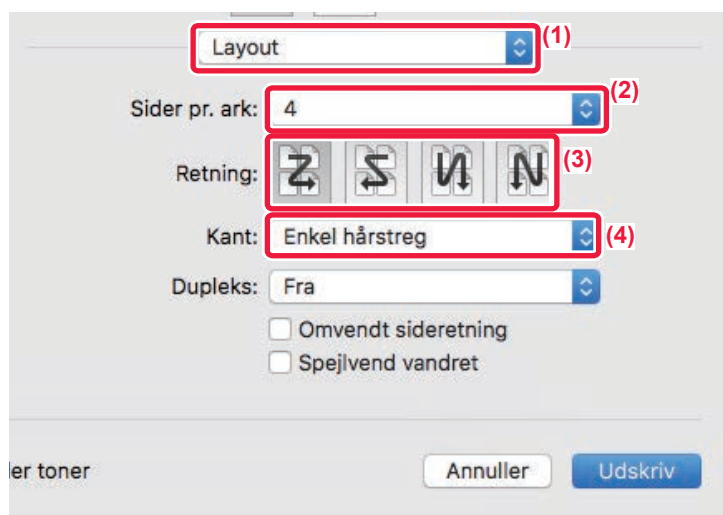 Layout (1)
Sider pr. ark: 4 (2)
Retning: (3)
Kant: Enkel hårstreg (4)
Dupleks: Fra
Omvendt sideretning
Spejlvend vandret
ler toner Annuller Udskriv